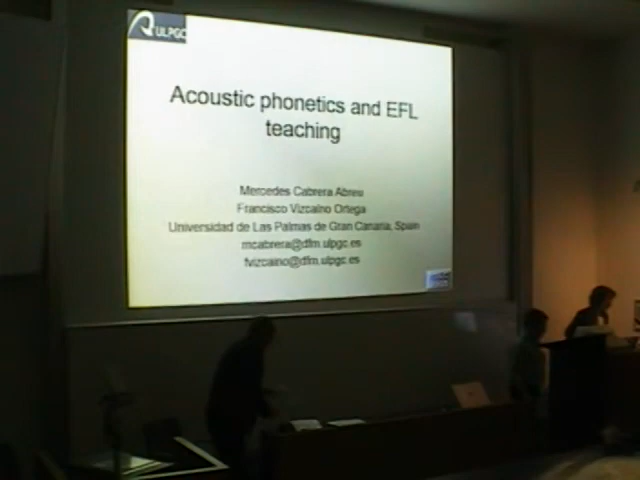 ULPGC
Acoustic phonetics and EFL
teaching
Mercedes Cabrera Abreu
Francisco Vizcaíno Ortega
Universidad de Las Palmas de Gran Canaria, Spain
mcabrera@dfm.ulpgc.es
fvizcaino@dfm.ulpgc.es